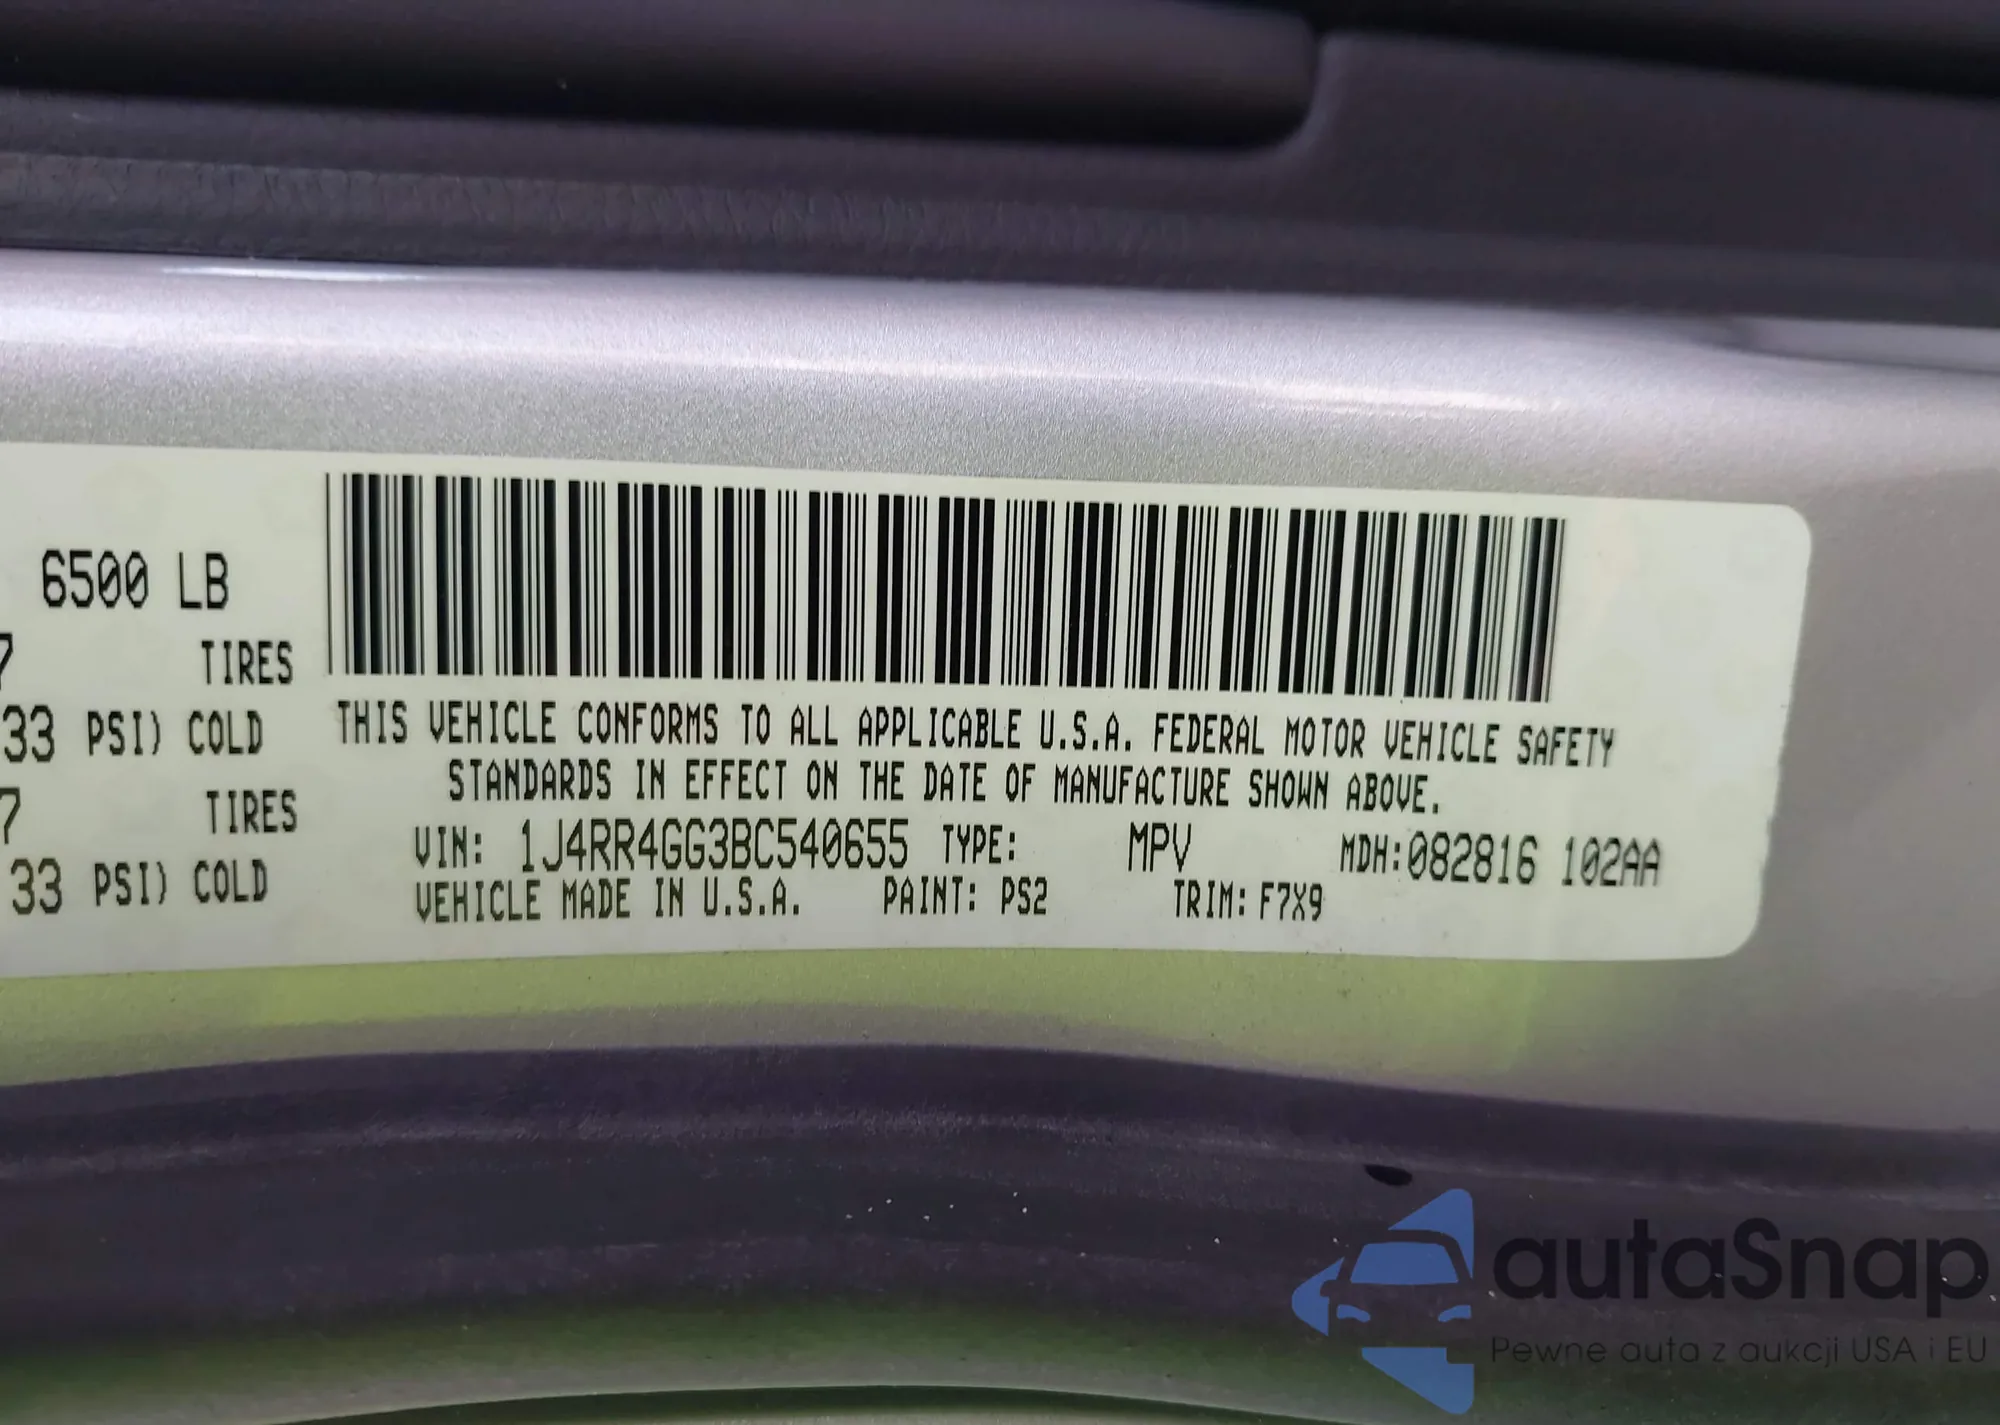 6500 LB
7 TIRES
33 PSI) COLD
7 TIRES
33 PSI) COLD
THIS VEHICLE CONFORMS TO ALL APPLICABLE U.S.A. FEDERAL MOTOR VEHICLE SAFETY
STANDARDS IN EFFECT ON THE DATE OF MANUFACTURE SHOWN ABOVE.
VIN: 1J4RR4GG3BC540655 TYPE: MPV MDH:082816 102AA
VEHICLE MADE IN U.S.A. PAINT: PS2 TRIM: F7X9
autaSnap
Pewne auta z aukcji USA i EU